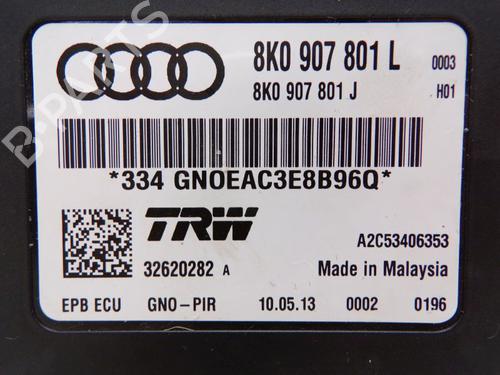 8K0 907 801 L 0003
8K0 907 801 J H01
*334 GNOEAC3E8B96Q*
TRW
A2C53406353
32620282 A Made in Malaysia
EPB ECU GNO-PIR 10.05.13 0002 0196
B-PARTS